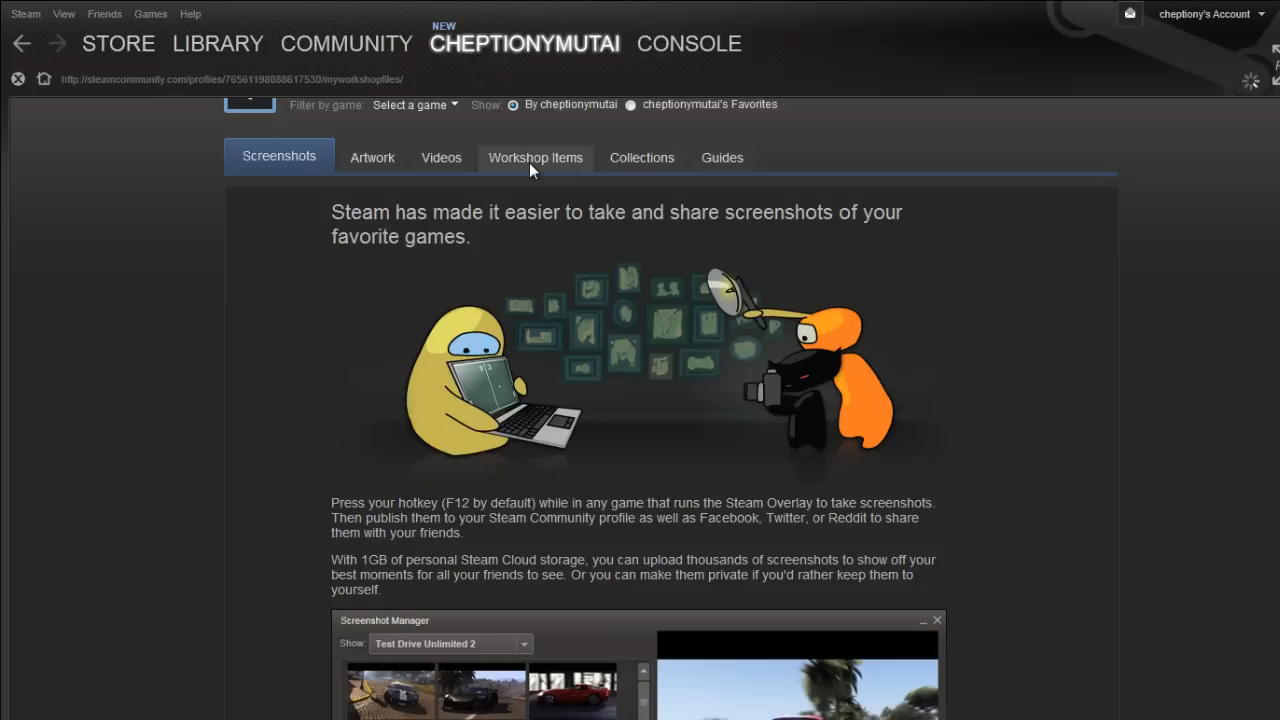 Steam View Friends Games Help
cheptiony's Account
NEW
STORE LIBRARY COMMUNITY CHEPTIONYMUTAI CONSOLE
http://steamcommunity.com/profiles/76561198088617530/myworkshopfiles/
Filter by game: Select a game Show: By cheptionymutai cheptionymutai's Favorites
Screenshots Artwork Videos Workshop Items Collections Guides
Steam has made it easier to take and share screenshots of your
favorite games.
Press your hotkey (F12 by default) while in any game that runs the Steam Overlay to take screenshots.
Then publish them to your Steam Community profile as well as Facebook, Twitter, or Reddit to share
them with your friends.
With 1GB of personal Steam Cloud storage, you can upload thousands of screenshots to show off your
best moments for all your friends to see. Or you can make them private if you'd rather keep them to
yourself.
Screenshot Manager
Show: Test Drive Unlimited 2